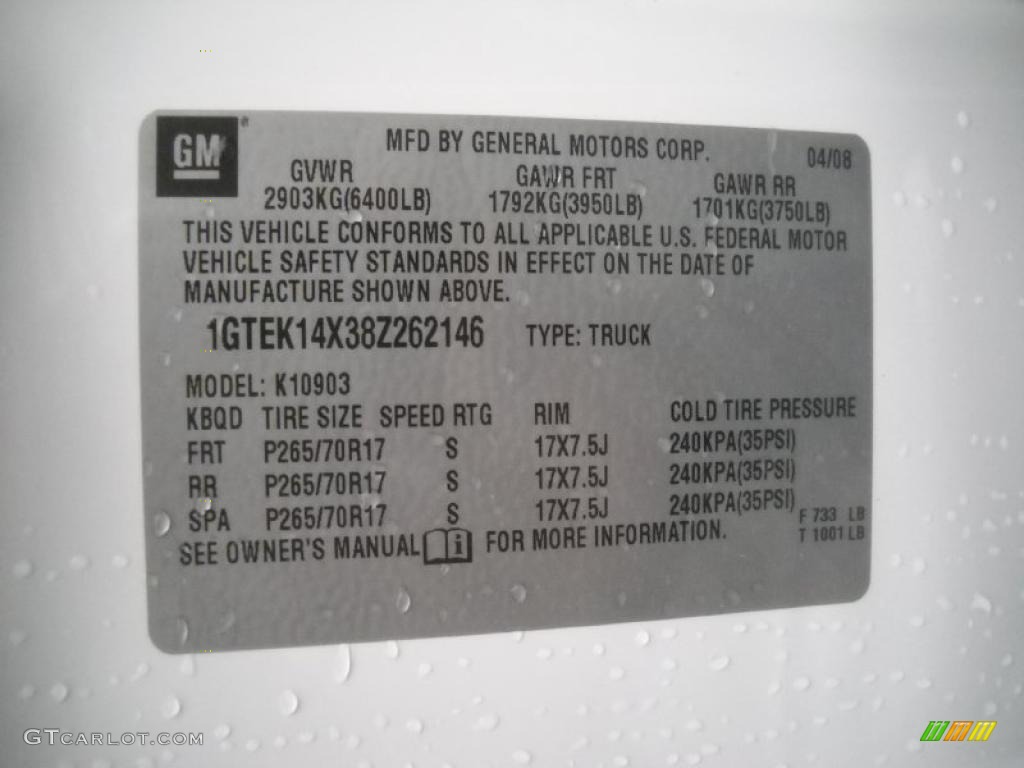 GM
MFD BY GENERAL MOTORS CORP. 04/08
GVWR GAWR FRT GAWR RR
2903KG(6400LB) 1792KG(3950LB) 1701KG(3750LB)
THIS VEHICLE CONFORMS TO ALL APPLICABLE U.S. FEDERAL MOTOR
VEHICLE SAFETY STANDARDS IN EFFECT ON THE DATE OF
MANUFACTURE SHOWN ABOVE.
1GTEK14X38Z262146 TYPE: TRUCK
MODEL: K10903
KBQD TIRE SIZE SPEED RTG RIM COLD TIRE PRESSURE
FRT P265/70R17 S 17X7.5J 240KPA(35PSI)
RR P265/70R17 S 17X7.5J 240KPA(35PSI)
SPA P265/70R17 S 17X7.5J 240KPA(35PSI)
F 733 LB
T 1001 LB
SEE OWNER'S MANUAL FOR MORE INFORMATION.
GTCARLOT.COM